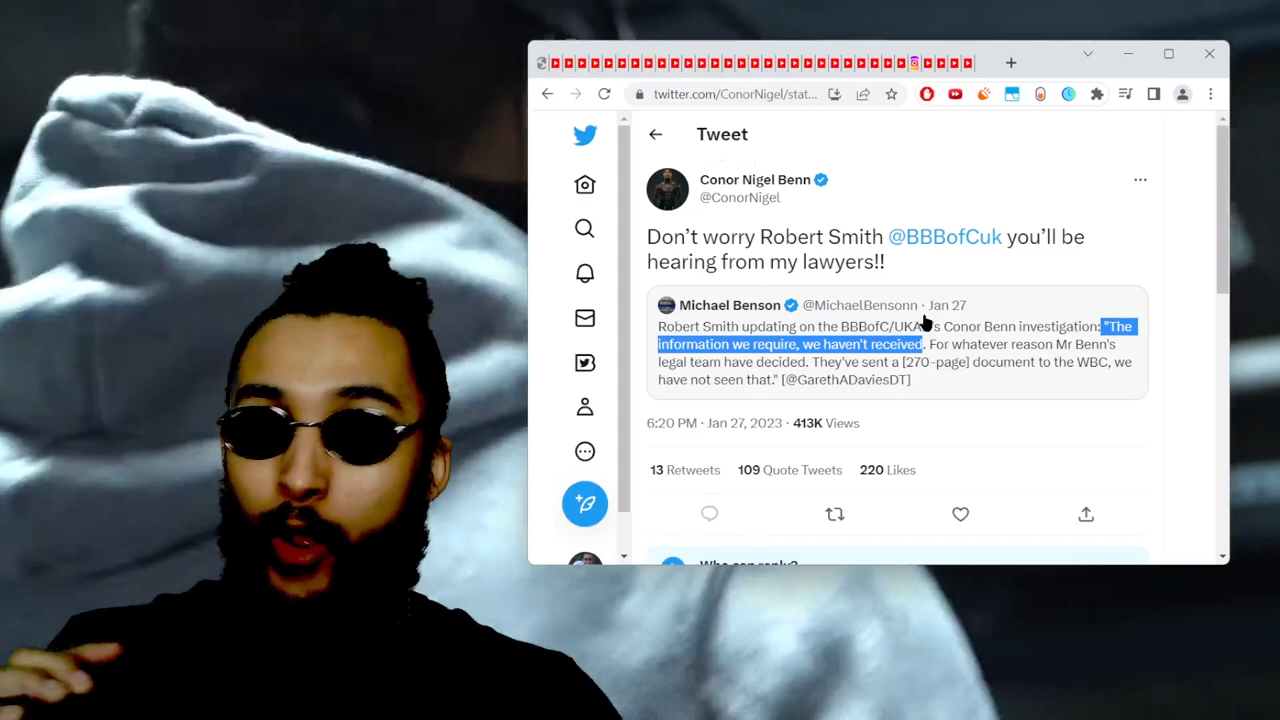 twitter.com/ConorNigel/stat...
Tweet
Conor Nigel Benn
@ConorNigel
Don’t worry Robert Smith @BBBofCuk you’ll be
hearing from my lawyers!!
Michael Benson @MichaelBensonn · Jan 27
Robert Smith updating on the BBBofC/UKA 's Conor Benn investigation: "The
information we require, we haven't received. For whatever reason Mr Benn's
legal team have decided. They've sent a [270-page] document to the WBC, we
have not seen that." [@GarethADaviesDT]
6:20 PM · Jan 27, 2023 · 413K Views
13 Retweets 109 Quote Tweets 220 Likes
Who can reply?